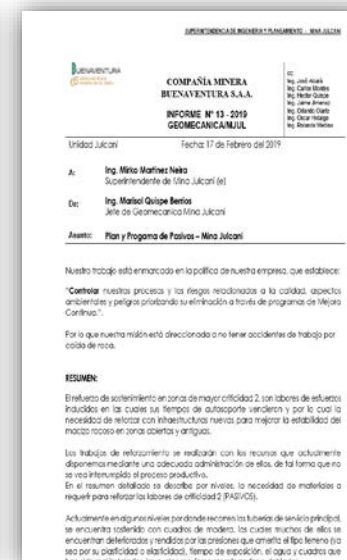 SUPERINTENDENCIA DE INGENIERIA Y PLANEAMIENTO - MINA JULCANI
BUENAVENTURA
COMPAÑÍA MINERA
BUENAVENTURA S.A.A.
INFORME N° 13 - 2019
GEOMECANICA/MJUL
cc:
Ing. José Alcalá
Ing. Carlos Montes
Ing. Hector Quispe
Ing. Jaime Jimenez
Ing. Orlando
Ing. Oscar Hidalgo
Ing. Rolando
Unidad Julcaní
Fecha: 17 de Febrero del 2019
A: Ing. Mirko Martínez Neira
Superintendente de Mina Julcaní (e)
De: Ing. Marisol Quispe Berrios
Jefe de Geomecanica Mina Julcani
Asunto: Plan y Progama de Pasivos – Mina Julcani
Nuestro trabajo está enmarcado en la política de nuestra empresa, que establece:
"Controlar nuestros procesos y los riesgos relacionados a la calidad, aspectos
ambientales y peligros priorizando su eliminación a través de programas de Mejora
Continua.".
Por lo que nuestra misión está direccionada a no tener accidentes de trabajo por
caída de roca.
RESUMEN:
El refuerzo de sostenimiento en zonas de mayor criticidad 2, son labores de esfuerzos
inducidos en las cuales sus tiempos de autosoporte vencieron y por lo cual la
necesidad de reforzar con infraestructuras nuevas para mejorar la estabilidad del
macizo rocoso en zonas abiertas y antiguas.
Los trabajos de reforzamiento se realizarán con los recursos que actualmente
disponemos mediante una adecuada administración de ellos, de tal forma que no
se vea interrumpido el proceso productivo.
En el resumen detallado se describe por niveles, la necesidad de materiales a
requerir para reforzar las labores de criticidad 2 (PASIVOS).
Actualmente en algunos niveles por donde recorren las tuberías de servicio principal,
se encuentra sostenido con cuadros de madera, los cuales muchos de ellos se
encuentran deteriorados y rendidos por las presiones que amerita el tipo terreno (ya
sea por su plasticidad o elasticidad), tiempo de exposición, el agua y cuadros que